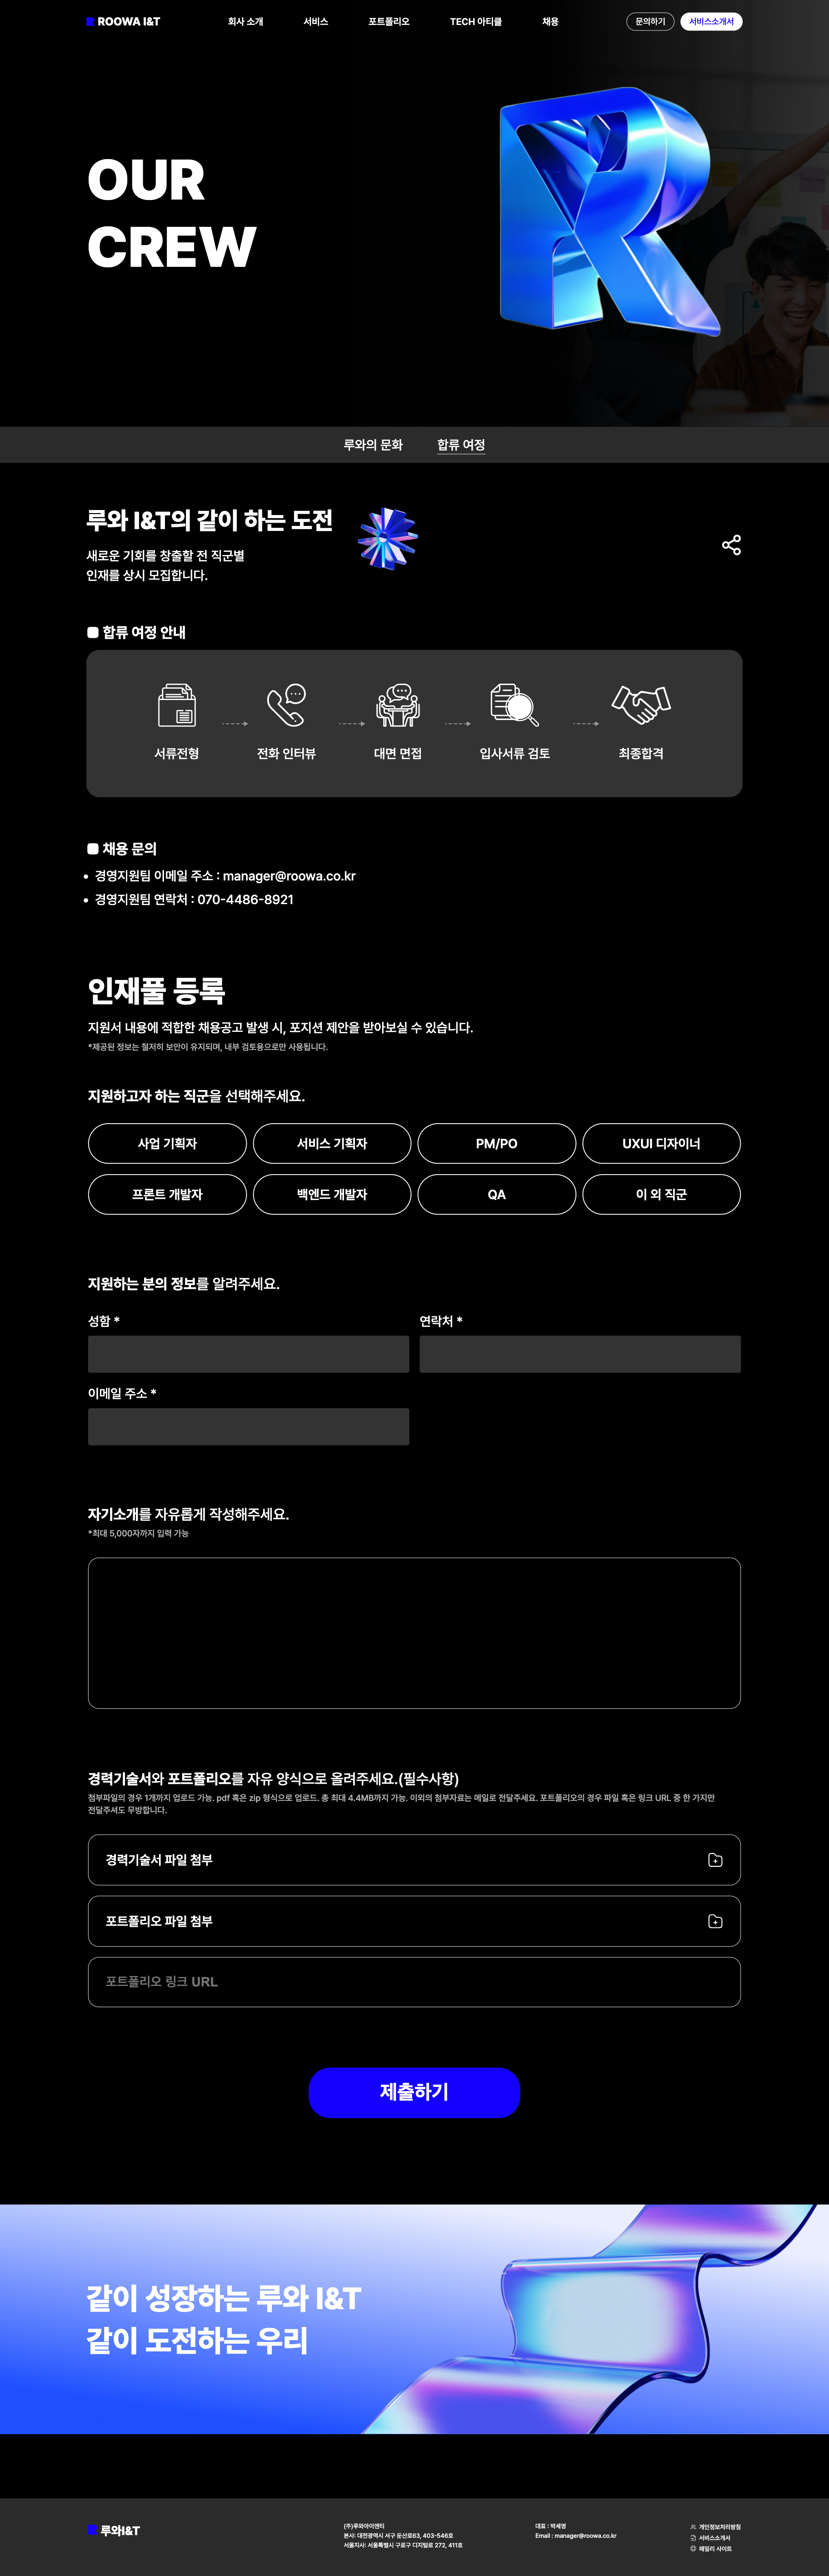 ROOWA I&T
회사 소개
서비스
포트폴리오
TECH 아티클
채용
문의하기
서비스소개서
OUR
CREW
루와의 문화
합류 여정
루와 I&T의 같이 하는 도전
새로운 기회를 창출할 전 직군별
인재를 상시 모집합니다.
합류 여정 안내
서류전형
전화 인터뷰
대면 면접
입사서류 검토
최종합격
채용 문의
경영지원팀 이메일 주소 : manager@roowa.co.kr
경영지원팀 연락처 : 070-4486-8921
인재풀 등록
지원서 내용에 적합한 채용공고 발생 시, 포지션 제안을 받아보실 수 있습니다.
*제공된 정보는 철저히 보안이 유지되며, 내부 검토용으로만 사용됩니다.
지원하고자 하는 직군을 선택해주세요.
사업 기획자
서비스 기획자
PM/PO
UXUI 디자이너
프론트 개발자
백엔드 개발자
QA
이 외 직군
지원하는 분의 정보를 알려주세요.
성함 *
연락처 *
이메일 주소 *
자기소개를 자유롭게 작성해주세요.
*최대 5,000자까지 입력 가능
경력기술서와 포트폴리오를 자유 양식으로 올려주세요.(필수사항)
첨부파일의 경우 1개까지 업로드 가능. pdf 혹은 zip 형식으로 업로드. 총 최대 4.4MB까지 가능. 이외의 첨부자료는 메일로 전달주세요. 포트폴리오의 경우 파일 혹은 링크 URL 중 한 가지만
전달주셔도 무방합니다.
경력기술서 파일 첨부
포트폴리오 파일 첨부
포트폴리오 링크 URL
제출하기
같이 성장하는 루와 I&T
같이 도전하는 우리
루와I&T
(주)루와아이앤티
본사: 대전광역시 서구 둔산로63, 403-546호
서울지사: 서울특별시 구로구 디지털로 272, 411호
대표 : 박세영
Email : manager@roowa.co.kr
개인정보처리방침
서비스소개서
패밀리 사이트